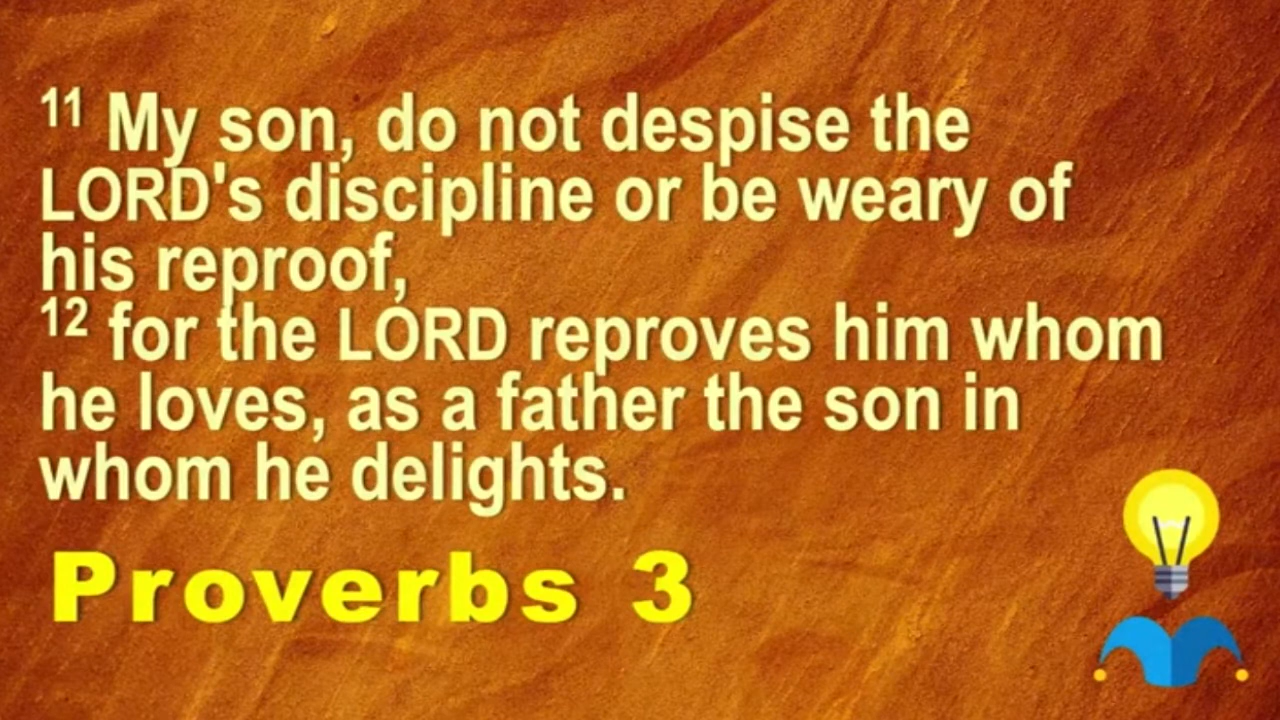 11 My son, do not despise the
LORD's discipline or be weary of
his reproof,
12 for the LORD reproves him whom
he loves, as a father the son in
whom he delights.
Proverbs 3